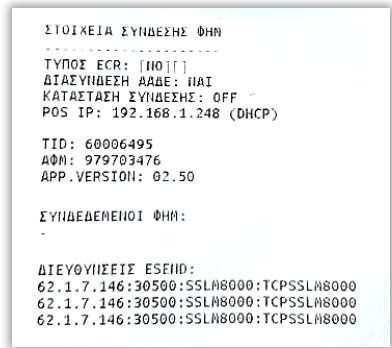 ΣΤΟΙΧΕΙΑ ΣΥΝΔΕΣΗΣ ΦΗΜ
- - - - - - - - - - - - - - - - - - - -
ΤΥΠΟΣ ECR: [NO][]
ΔΙΑΣΥΝΔΕΣΗ ΑΑΔΕ: ΝΑΙ
ΚΑΤΑΣΤΑΣΗ ΣΥΝΔΕΣΗΣ: OFF
POS IP: 192.168.1.248 (DHCP)
TID: 60006495
ΑΦΜ: 979703476
APP.VERSION: 02.50
ΣΥΝΔΕΔΕΜΕΝΟΙ ΦΗΜ:
-
ΔΙΕΥΘΥΝΣΕΙΣ ESEND:
62.1.7.146:30500:SSLM8000:TCPSSLM8000
62.1.7.146:30500:SSLM8000:TCPSSLM8000
62.1.7.146:30500:SSLM8000:TCPSSLM8000